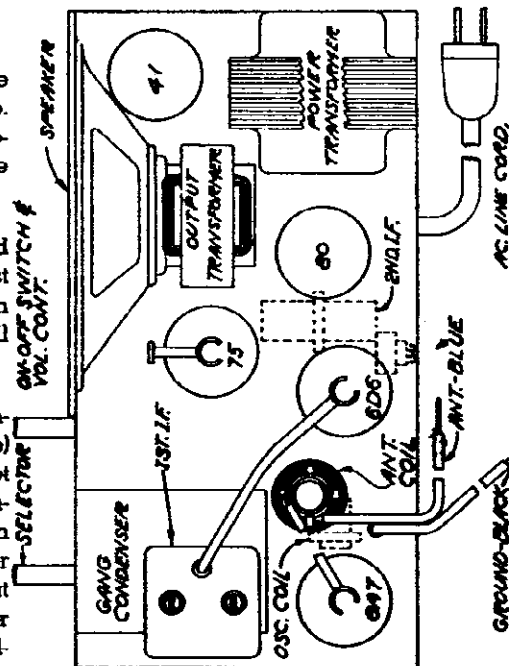 SPEAKER
ON-OFF SWITCH &
VOL. CONT.
SELECTOR
41
POWER
TRANSFORMER
OUTPUT
TRANSFORMER
75
80
2ND I.F.
1ST. I.F.
6D6
GANG
CONDENSER
ANT.
COIL
OSC. COIL
6A7
AC. LINE CORD.
ANT.-BLUE
GROUND-BLACK